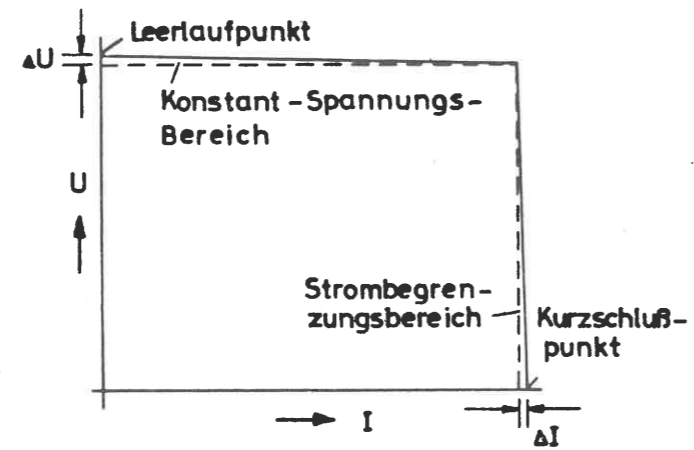 Leerlaufpunkt
ΔU
Konstant-Spannungs-
Bereich
U
Strombegren-
zungsbereich
Kurzschluß-
punkt
I
ΔI